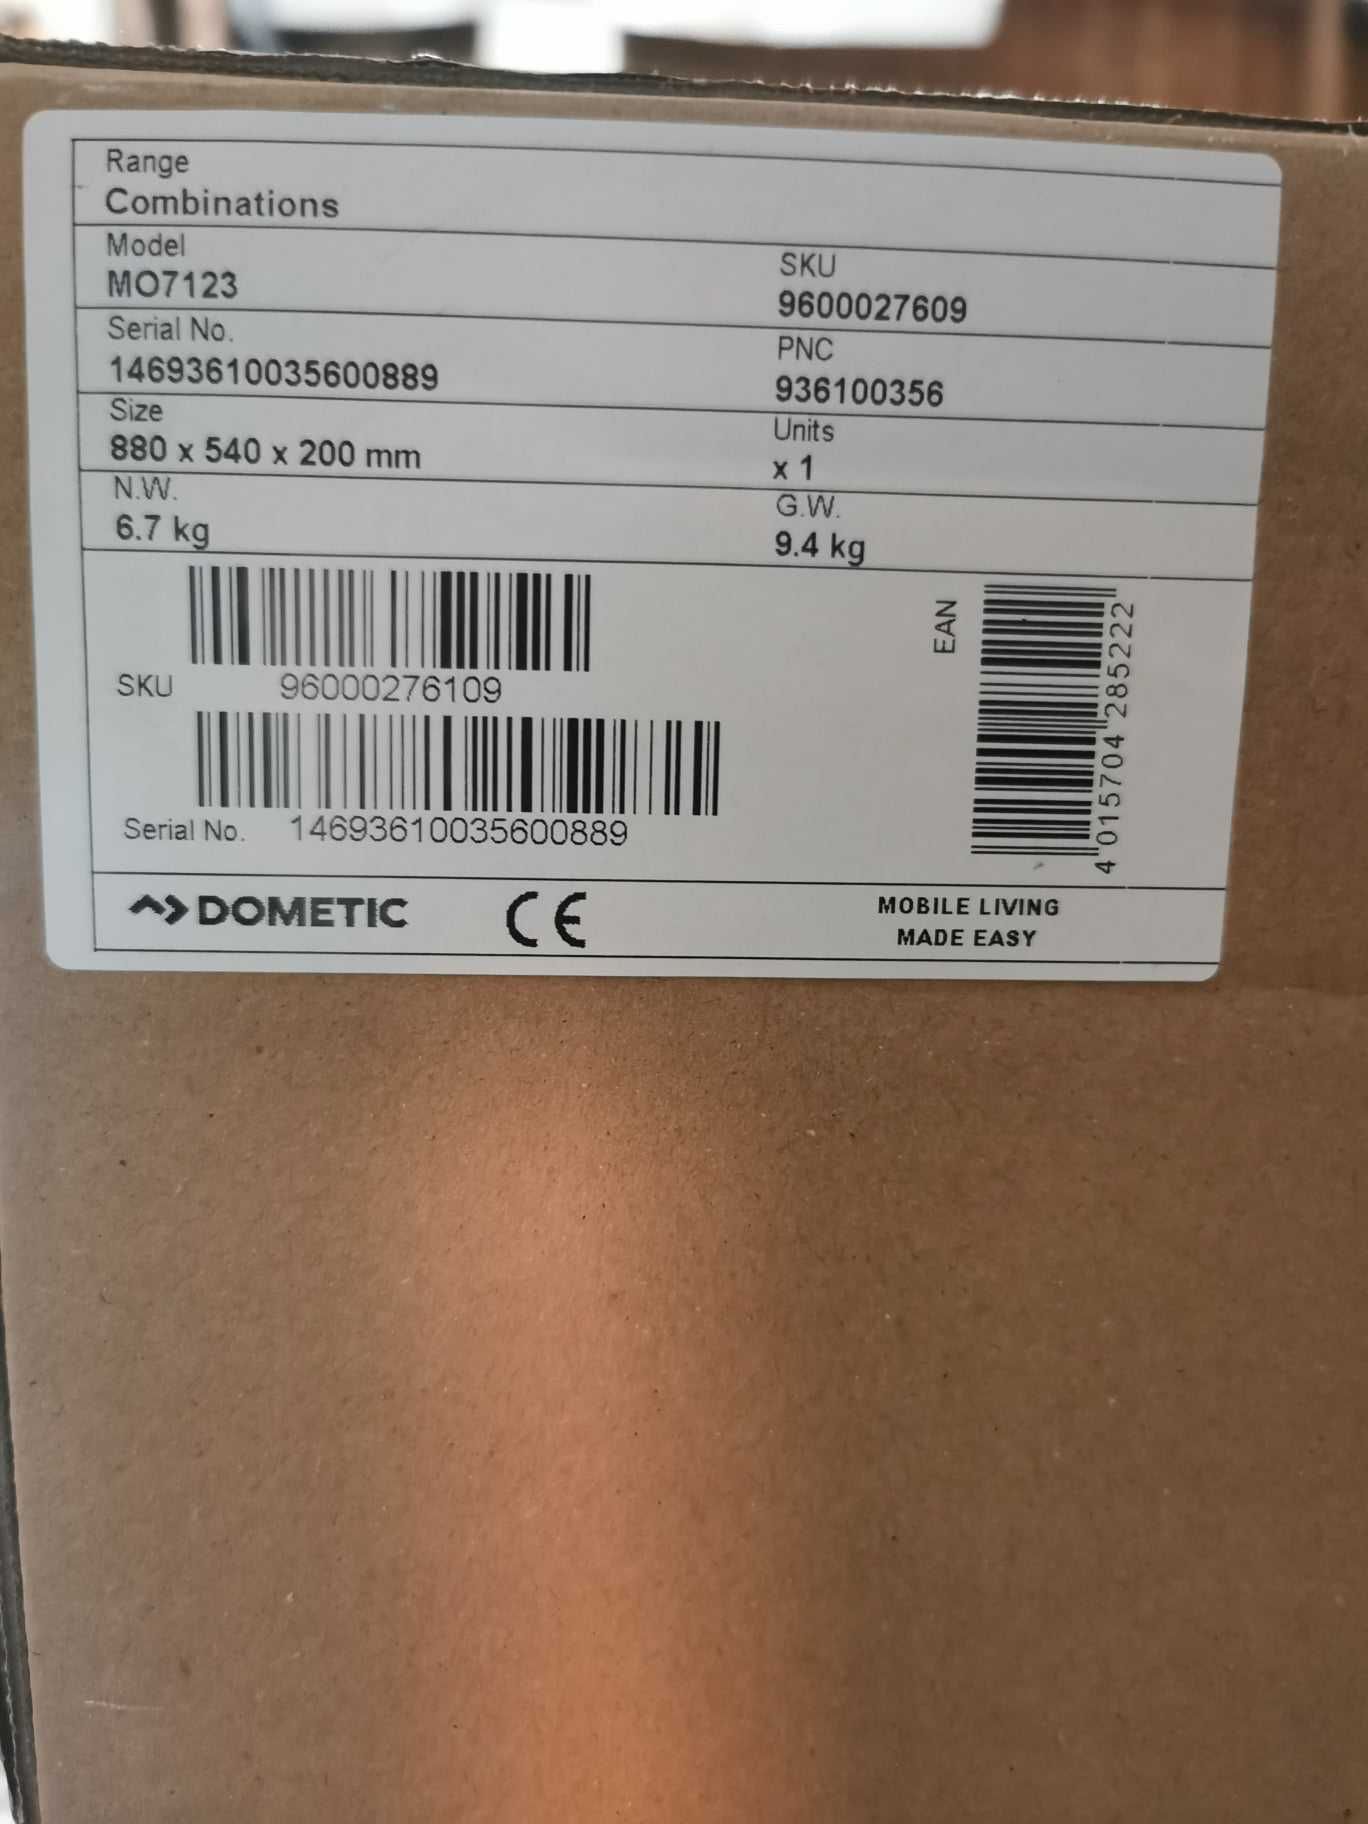 Range
Combinations
Model
MO7123
SKU
9600027609
Serial No.
14693610035600889
PNC
936100356
Size
880 x 540 x 200 mm
Units
x 1
N.W.
6.7 kg
G.W.
9.4 kg
SKU 96000276109
EAN
4 015704 285222
Serial No. 14693610035600889
DOMETIC CE
MOBILE LIVING
MADE EASY